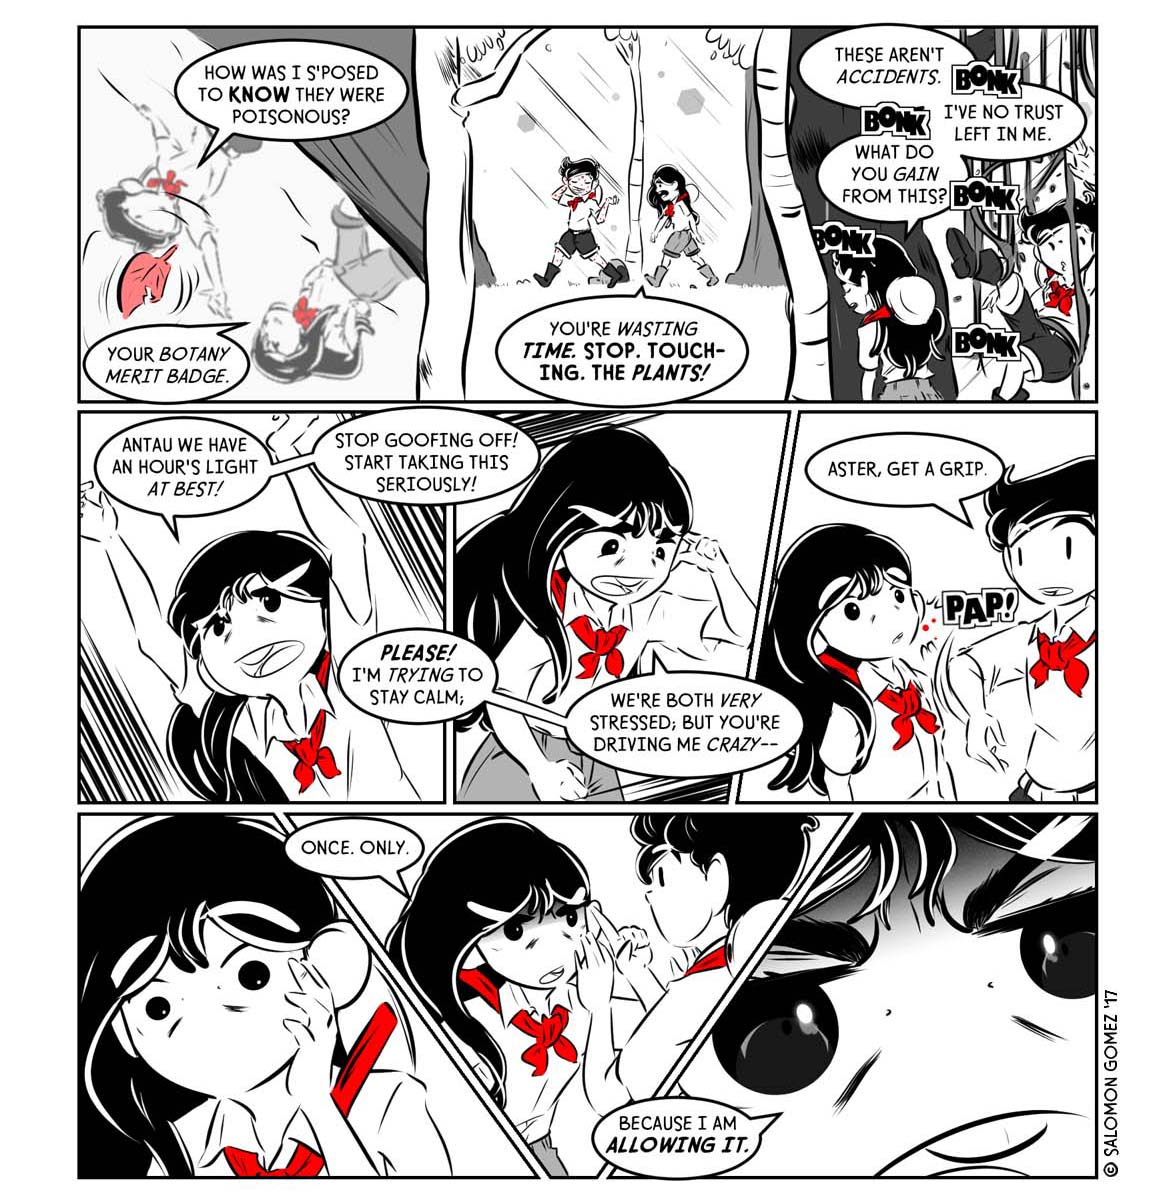 HOW WAS I S'POSED
TO KNOW THEY WERE
POISONOUS?
YOUR BOTANY
MERIT BADGE.
YOU'RE WASTING
TIME. STOP. TOUCH-
ING. THE PLANTS!
THESE AREN'T
ACCIDENTS.
BONK
I'VE NO TRUST
LEFT IN ME.
BONK
WHAT DO
YOU GAIN
FROM THIS?
BONK
BONK
BONK
ANTAU WE HAVE
AN HOUR'S LIGHT
AT BEST!
STOP GOOFING OFF!
START TAKING THIS
SERIOUSLY!
PLEASE!
I'M TRYING TO
STAY CALM;
WE'RE BOTH VERY
STRESSED; BUT YOU'RE
DRIVING ME CRAZY--
ASTER, GET A GRIP.
PAP!
ONCE. ONLY.
BECAUSE I AM
ALLOWING IT.
© SALOMON GOMEZ '17